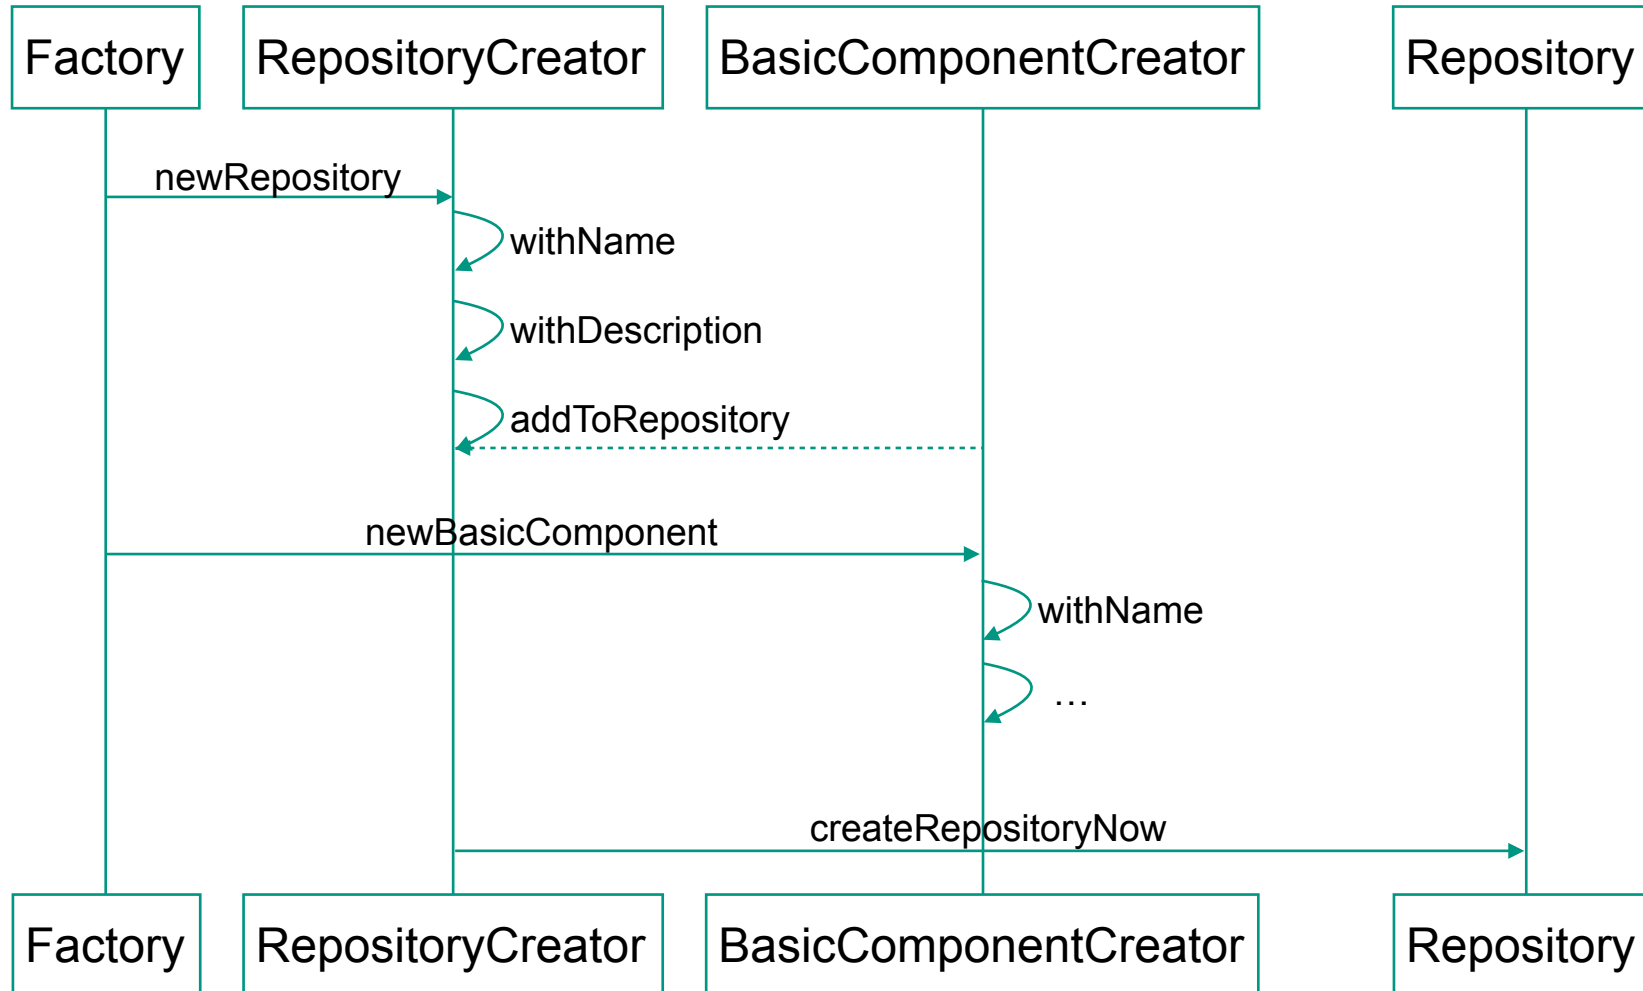 Factory
RepositoryCreator
BasicComponentCreator
Repository
newRepository
withName
withDescription
addToRepository
newBasicComponent
withName
...
createRepositoryNow
Factory
RepositoryCreator
BasicComponentCreator
Repository